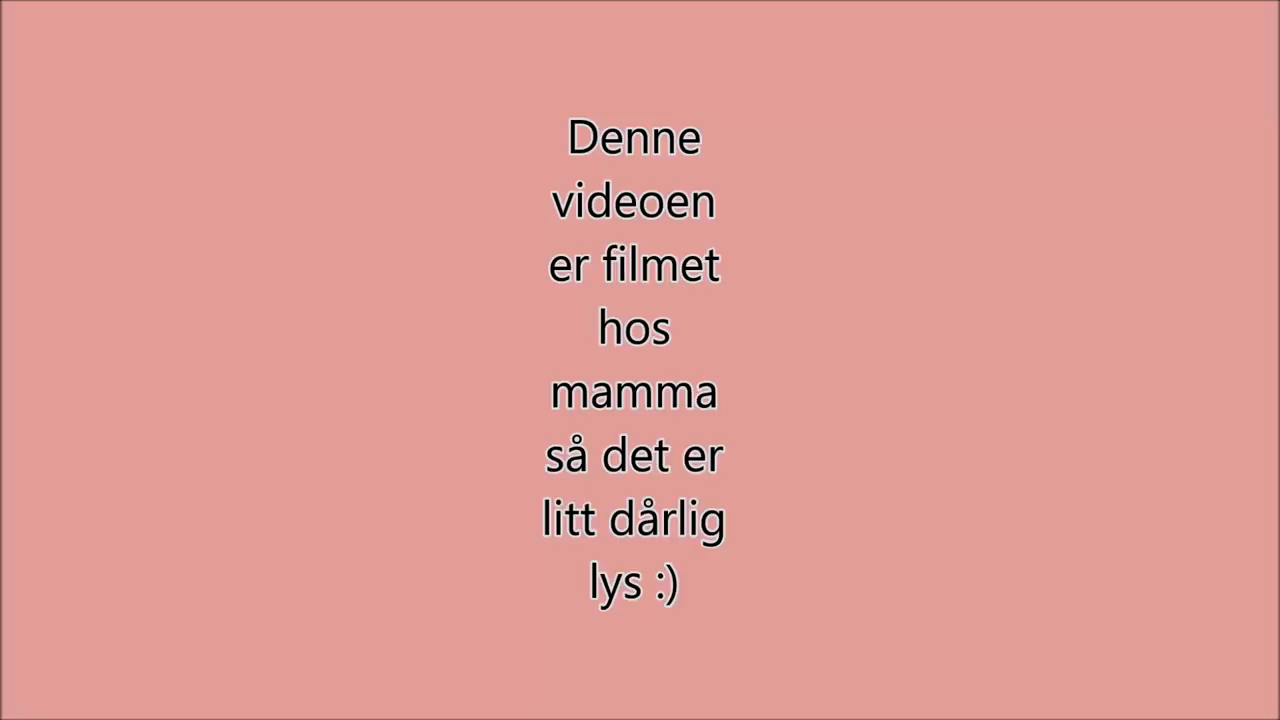 Denne
videoen
er filmet
hos
mamma
så det er
litt dårlig
lys :)